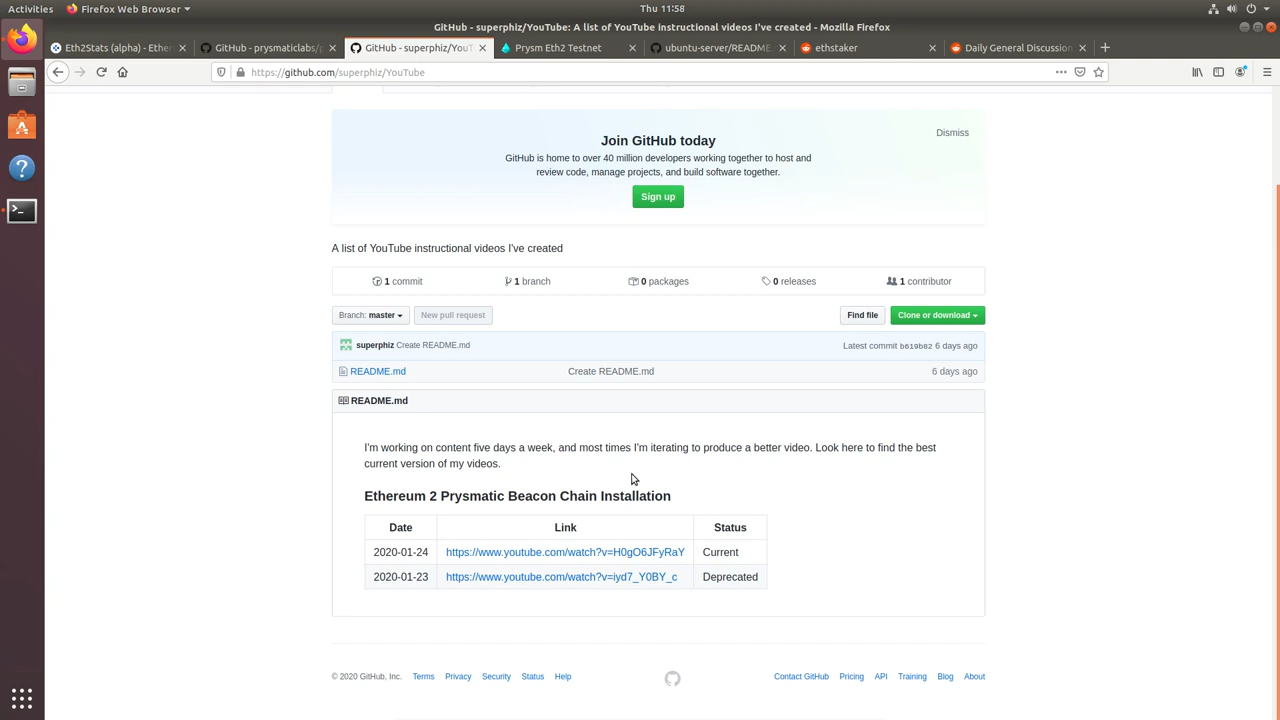 Activities
Firefox Web Browser
Thu 11:58
GitHub - superphiz/YouTube: A list of YouTube instructional videos I've created - Mozilla Firefox
Eth2Stats (alpha) - Ether
GitHub - prysmaticlabs/p
GitHub - superphiz/YouT
Prysm Eth2 Testnet
ubuntu-server/README.
ethstaker
Daily General Discussion
https://github.com/superphiz/YouTube
Join GitHub today
Dismiss
GitHub is home to over 40 million developers working together to host and
review code, manage projects, and build software together.
Sign up
A list of YouTube instructional videos I've created
1 commit
1 branch
0 packages
0 releases
1 contributor
Branch: master
New pull request
Find file
Clone or download
superphiz Create README.md
Latest commit b619b82 6 days ago
README.md
Create README.md
6 days ago
README.md
I'm working on content five days a week, and most times I'm iterating to produce a better video. Look here to find the best
current version of my videos.
Ethereum 2 Prysmatic Beacon Chain Installation
Date Link Status
2020-01-24 https://www.youtube.com/watch?v=H0gO6JFyRaY Current
2020-01-23 https://www.youtube.com/watch?v=iyd7_Y0BY_c Deprecated
© 2020 GitHub, Inc.
Terms
Privacy
Security
Status
Help
Contact GitHub
Pricing
API
Training
Blog
About